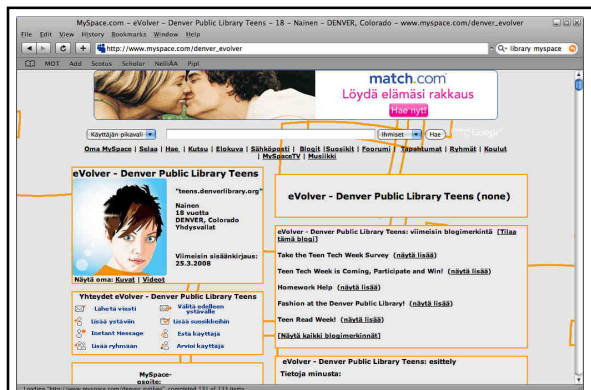 MySpace.com - eVolver - Denver Public Library Teens - 18 - Nainen - DENVER, Colorado - www.myspace.com/denver_evolver
File Edit View History Bookmarks Window Help
http://www.myspace.com/denver_evolver
library myspace
MOT Add Scotus Scholar NelliÄÄ Pipl
match.com
Löydä elämäsi rakkaus
Hae nyt!
Käyttäjän pikavali
Ihmiset
Hae
Google
Oma MySpace | Selaa | Hae | Kutsu | Elokuva | Sähköposti | Blogit |Suosikit | Foorumi | Tapahtumat | Ryhmät | Koulut
| MySpaceTV | Musiikki
eVolver - Denver Public Library Teens
"teens.denverlibrary.org"
Nainen
18 vuotta
DENVER, Colorado
Yhdysvallat
Viimeisin sisäänkirjaus:
25.3.2008
Näytä oma: Kuvat | Videot
Yhteydet eVolver - Denver Public Library Teens
Lähetä viesti
Välitä edelleen ystävälle
Lisää ystäviin
Lisää suosikkeihin
Instant Message
Estä käyttäjä
Lisää ryhmään
Arvioi käyttäjä
MySpace-
osoite:
eVolver - Denver Public Library Teens (none)
eVolver - Denver Public Library Teens: viimeisin blogimerkintä [Tilaa
tämä blogi]
Take the Teen Tech Week Survey (näytä lisää)
Teen Tech Week is Coming, Participate and Win! (näytä lisää)
Homework Help (näytä lisää)
Fashion at the Denver Public Library! (näytä lisää)
Teen Read Week! (näytä lisää)
[Näytä kaikki blogimerkinnät]
eVolver - Denver Public Library Teens: esittely
Tietoja minusta: